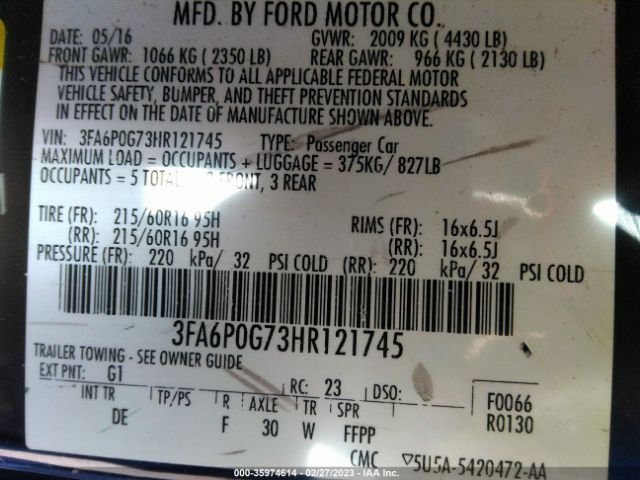 MFD. BY FORD MOTOR CO.
DATE: 05/16 GVWR: 2009 KG ( 4430 LB)
FRONT GAWR: 1066 KG ( 2350 LB) REAR GAWR: 966 KG ( 2130 LB)
THIS VEHICLE CONFORMS TO ALL APPLICABLE FEDERAL MOTOR
VEHICLE SAFETY, BUMPER, AND THEFT PREVENTION STANDARDS
IN EFFECT ON THE DATE OF MANUFACTURE SHOWN ABOVE.
VIN: 3FA6P0G73HR121745 TYPE: Passenger Car
MAXIMUM LOAD = OCCUPANTS + LUGGAGE = 375KG/ 827LB
OCCUPANTS = 5 TOTAL FRONT, 3 REAR
TIRE (FR): 215/60R16 95H RIMS (FR): 16x6.5J
(RR): 215/60R16 95H (RR): 16x6.5J
PRESSURE (FR): 220 kPa/ 32 PSI COLD (RR): 220 kPa/ 32 PSI COLD
3FA6P0G73HR121745
TRAILER TOWING - SEE OWNER GUIDE
EXT PNT: G1 RC: 23 DSO: F0066
INT TR TP/PS R AXLE TR SPR R0130
DE F 30 W FFPP
CMC ▽5U5A-5420472-AA
000-35974614 - 02/27/2023 - IAA-